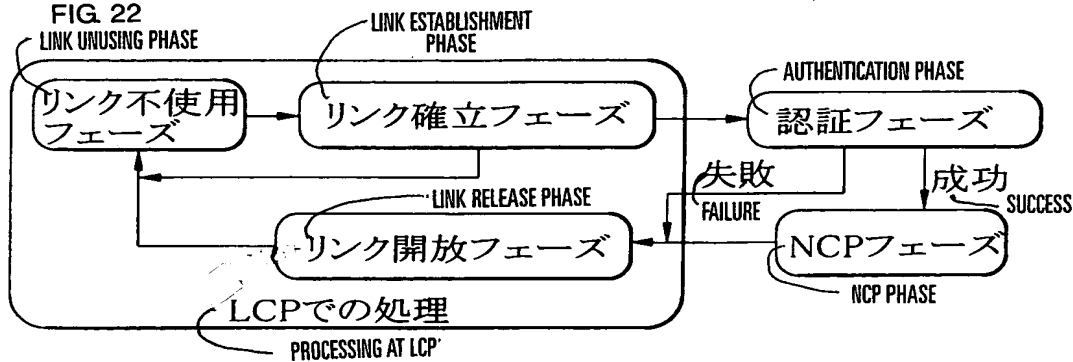 FIG. 22
LINK UNUSING PHASE
LINK ESTABLISHMENT
PHASE
AUTHENTICATION PHASE
リンク不使用
フェーズ
リンク確立フェーズ
認証フェーズ
失敗
FAILURE
成功
SUCCESS
LINK RELEASE PHASE
リンク開放フェーズ
NCPフェーズ
NCP PHASE
LCPでの処理
PROCESSING AT LCP